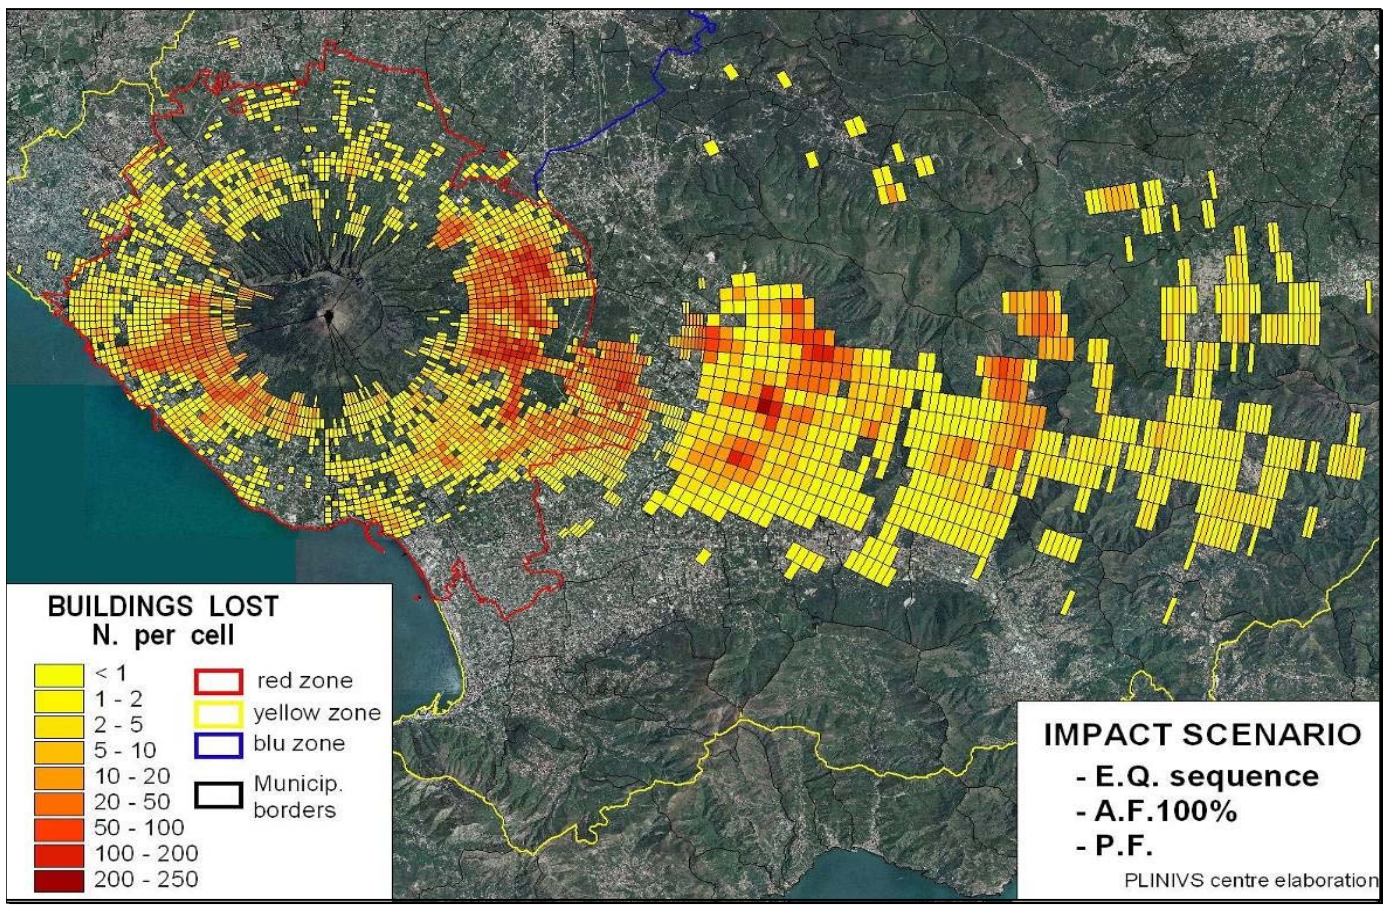 BUILDINGS LOST
N. per cell
< 1
1 - 2
2 - 5
5 - 10
10 - 20
20 - 50
50 - 100
100 - 200
200 - 250
red zone
yellow zone
blu zone
Municip.
borders
IMPACT SCENARIO
- E.Q. sequence
- A.F.100%
- P.F.
PLINIVS centre elaboration